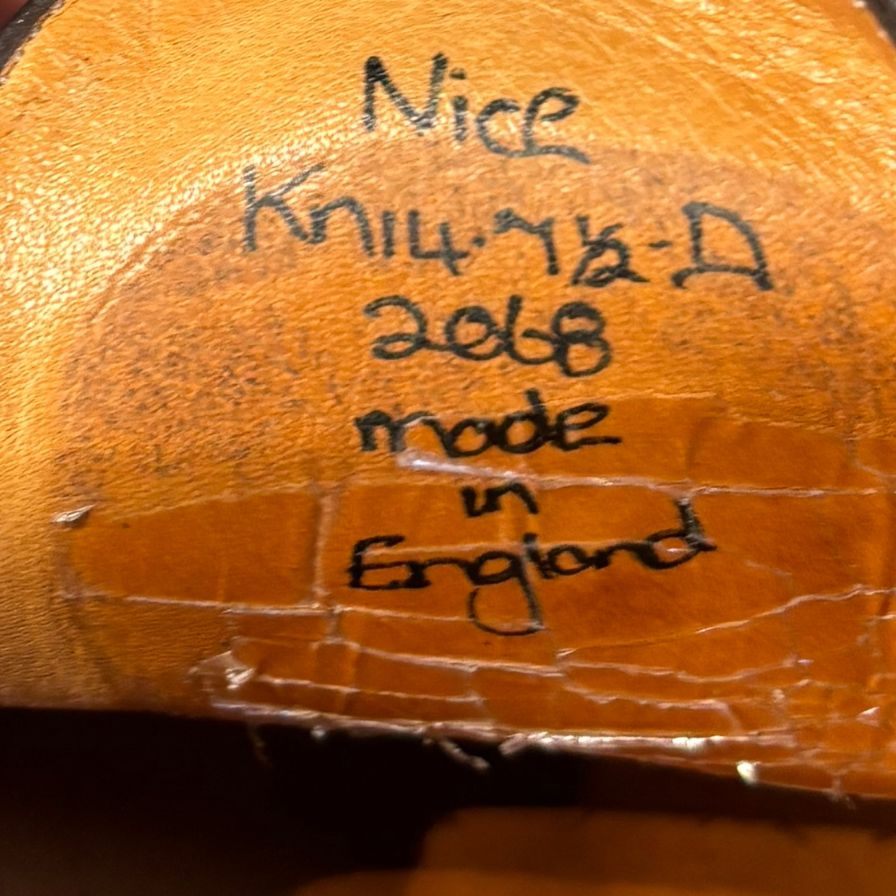 Nice
Kn14.7½-D
2068
made
in
England